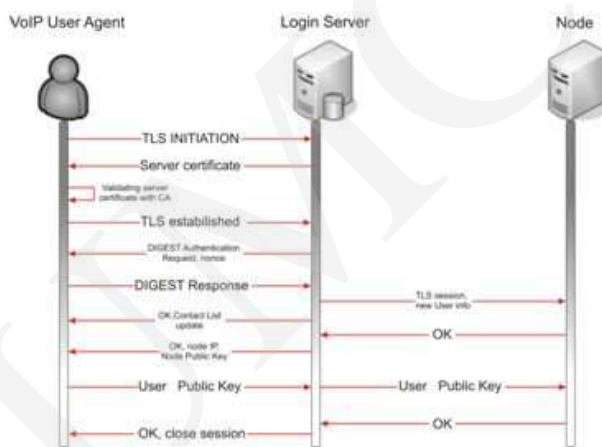 VoIP User Agent
Login Server
Node
TLS INITIATION
Server certificate
Validating server
certificate with CA
TLS estabilished
DIGEST Authentication
Request, nonce
DIGEST Response
TLS session,
new User info
OK,Contact List
update
OK
OK, node IP,
Node Public Key
User Public Key
User Public Key
OK
OK, close session